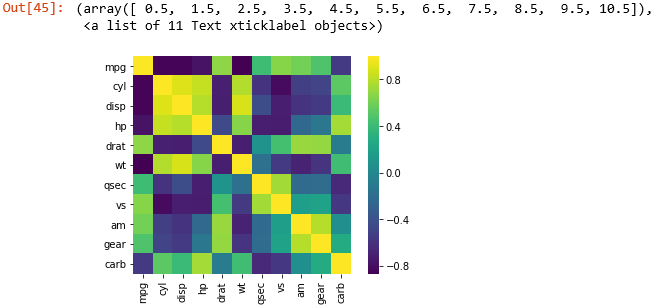 Out[45]: (array([ 0.5, 1.5, 2.5, 3.5, 4.5, 5.5, 6.5, 7.5, 8.5, 9.5, 10.5]),
<a list of 11 Text xticklabel objects>)
mpg
cyl
disp
hp
drat
wt
qsec
vs
am
gear
carb
mpg cyl disp hp drat wt qsec vs am gear carb
0.8
0.4
0.0
−0.4
−0.8